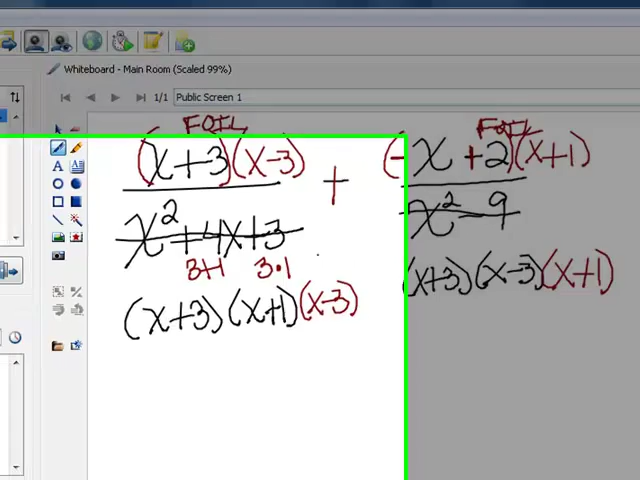 Whiteboard - Main Room (Scaled 99%)
1/1 Public Screen 1
FOIL FOIL
(x+3)(x-3) + (-x+2)(x+1)
x²+4x+3 x²-9
3+1 3•1
(x+3)(x+1)(x-3) (x+3)(x-3)(x+1)